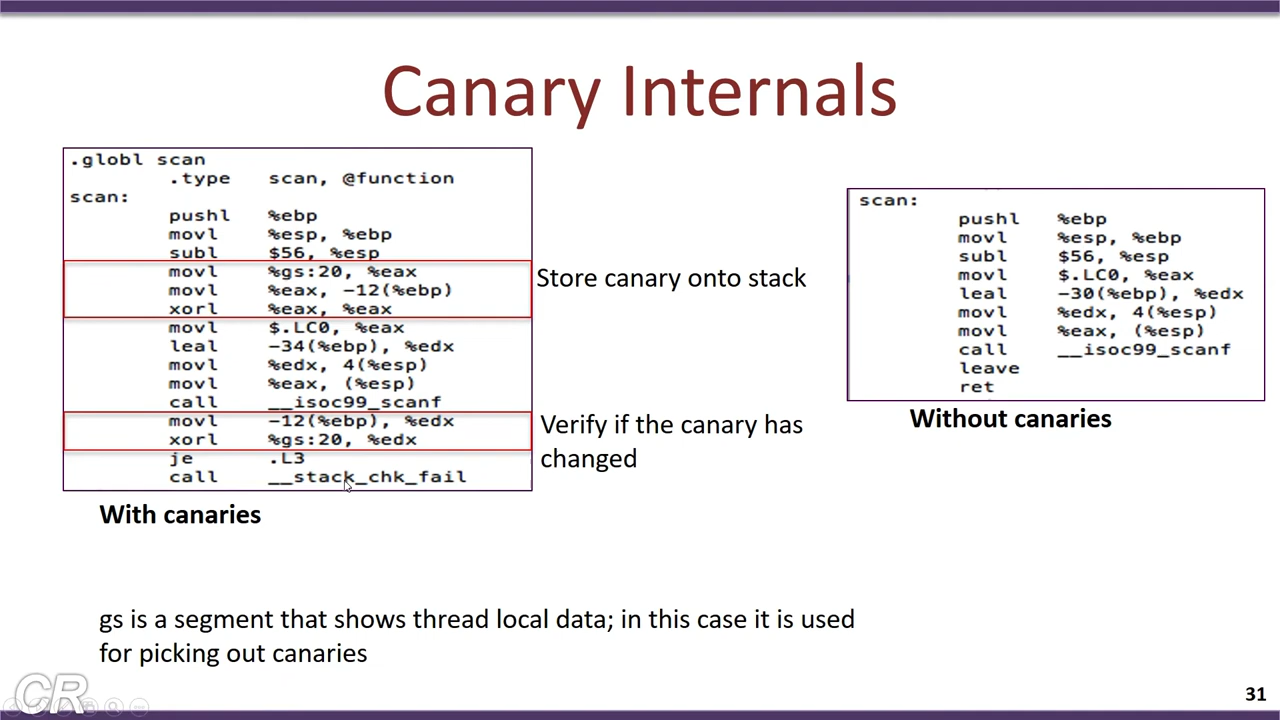 Canary Internals
.globl scan
.type scan, @function
scan:
pushl %ebp
movl %esp, %ebp
subl $56, %esp
movl %gs:20, %eax
movl %eax, -12(%ebp)
xorl %eax, %eax
movl $.LC0, %eax
leal -34(%ebp), %edx
movl %edx, 4(%esp)
movl %eax, (%esp)
call __isoc99_scanf
movl -12(%ebp), %edx
xorl %gs:20, %edx
je .L3
call __stack_chk_fail
With canaries
Store canary onto stack
Verify if the canary has
changed
scan:
pushl %ebp
movl %esp, %ebp
subl $56, %esp
movl $.LC0, %eax
leal -30(%ebp), %edx
movl %edx, 4(%esp)
movl %eax, (%esp)
call __isoc99_scanf
leave
ret
Without canaries
gs is a segment that shows thread local data; in this case it is used
for picking out canaries
CR
31